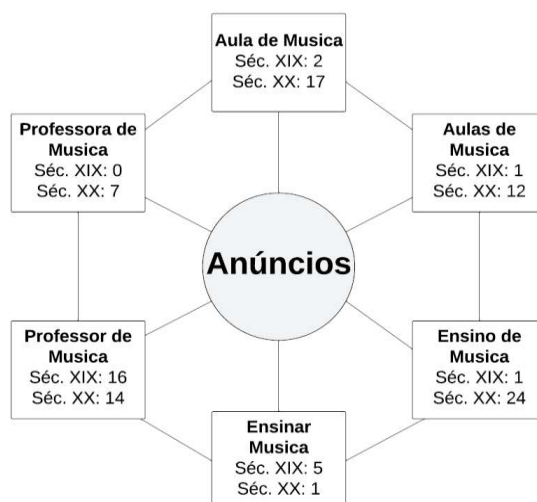 Aula de Musica
Séc. XIX: 2
Séc. XX: 17
Professora de
Musica
Séc. XIX: 0
Séc. XX: 7
Aulas de
Musica
Séc. XIX: 1
Séc. XX: 12
Anúncios
Professor de
Musica
Séc. XIX: 16
Séc. XX: 14
Ensino de
Musica
Séc. XIX: 1
Séc. XX: 24
Ensinar
Musica
Séc. XIX: 5
Séc. XX: 1